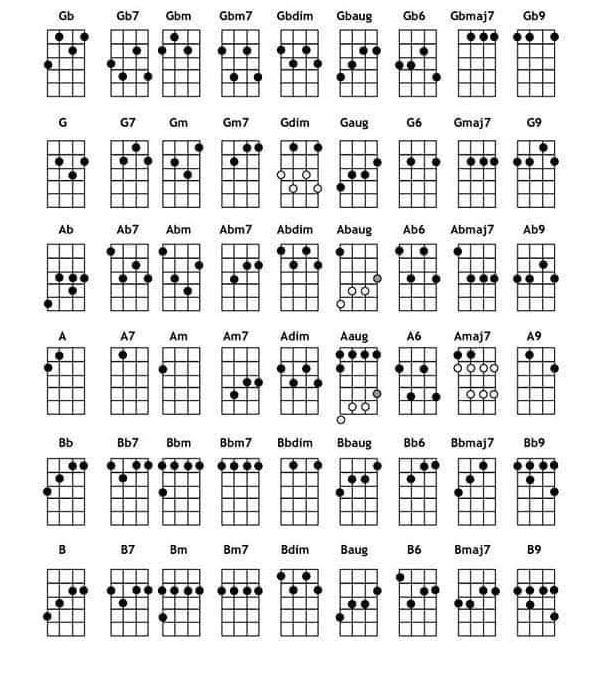 Gb Gb7 Gbm Gbm7 Gbdim Gbaug Gb6 Gbmaj7 Gb9
G G7 Gm Gm7 Gdim Gaug G6 Gmaj7 G9
Ab Ab7 Abm Abm7 Abdim Abaug Ab6 Abmaj7 Ab9
A A7 Am Am7 Adim Aaug A6 Amaj7 A9
Bb Bb7 Bbm Bbm7 Bbdim Bbaug Bb6 Bbmaj7 Bb9
B B7 Bm Bm7 Bdim Baug B6 Bmaj7 B9